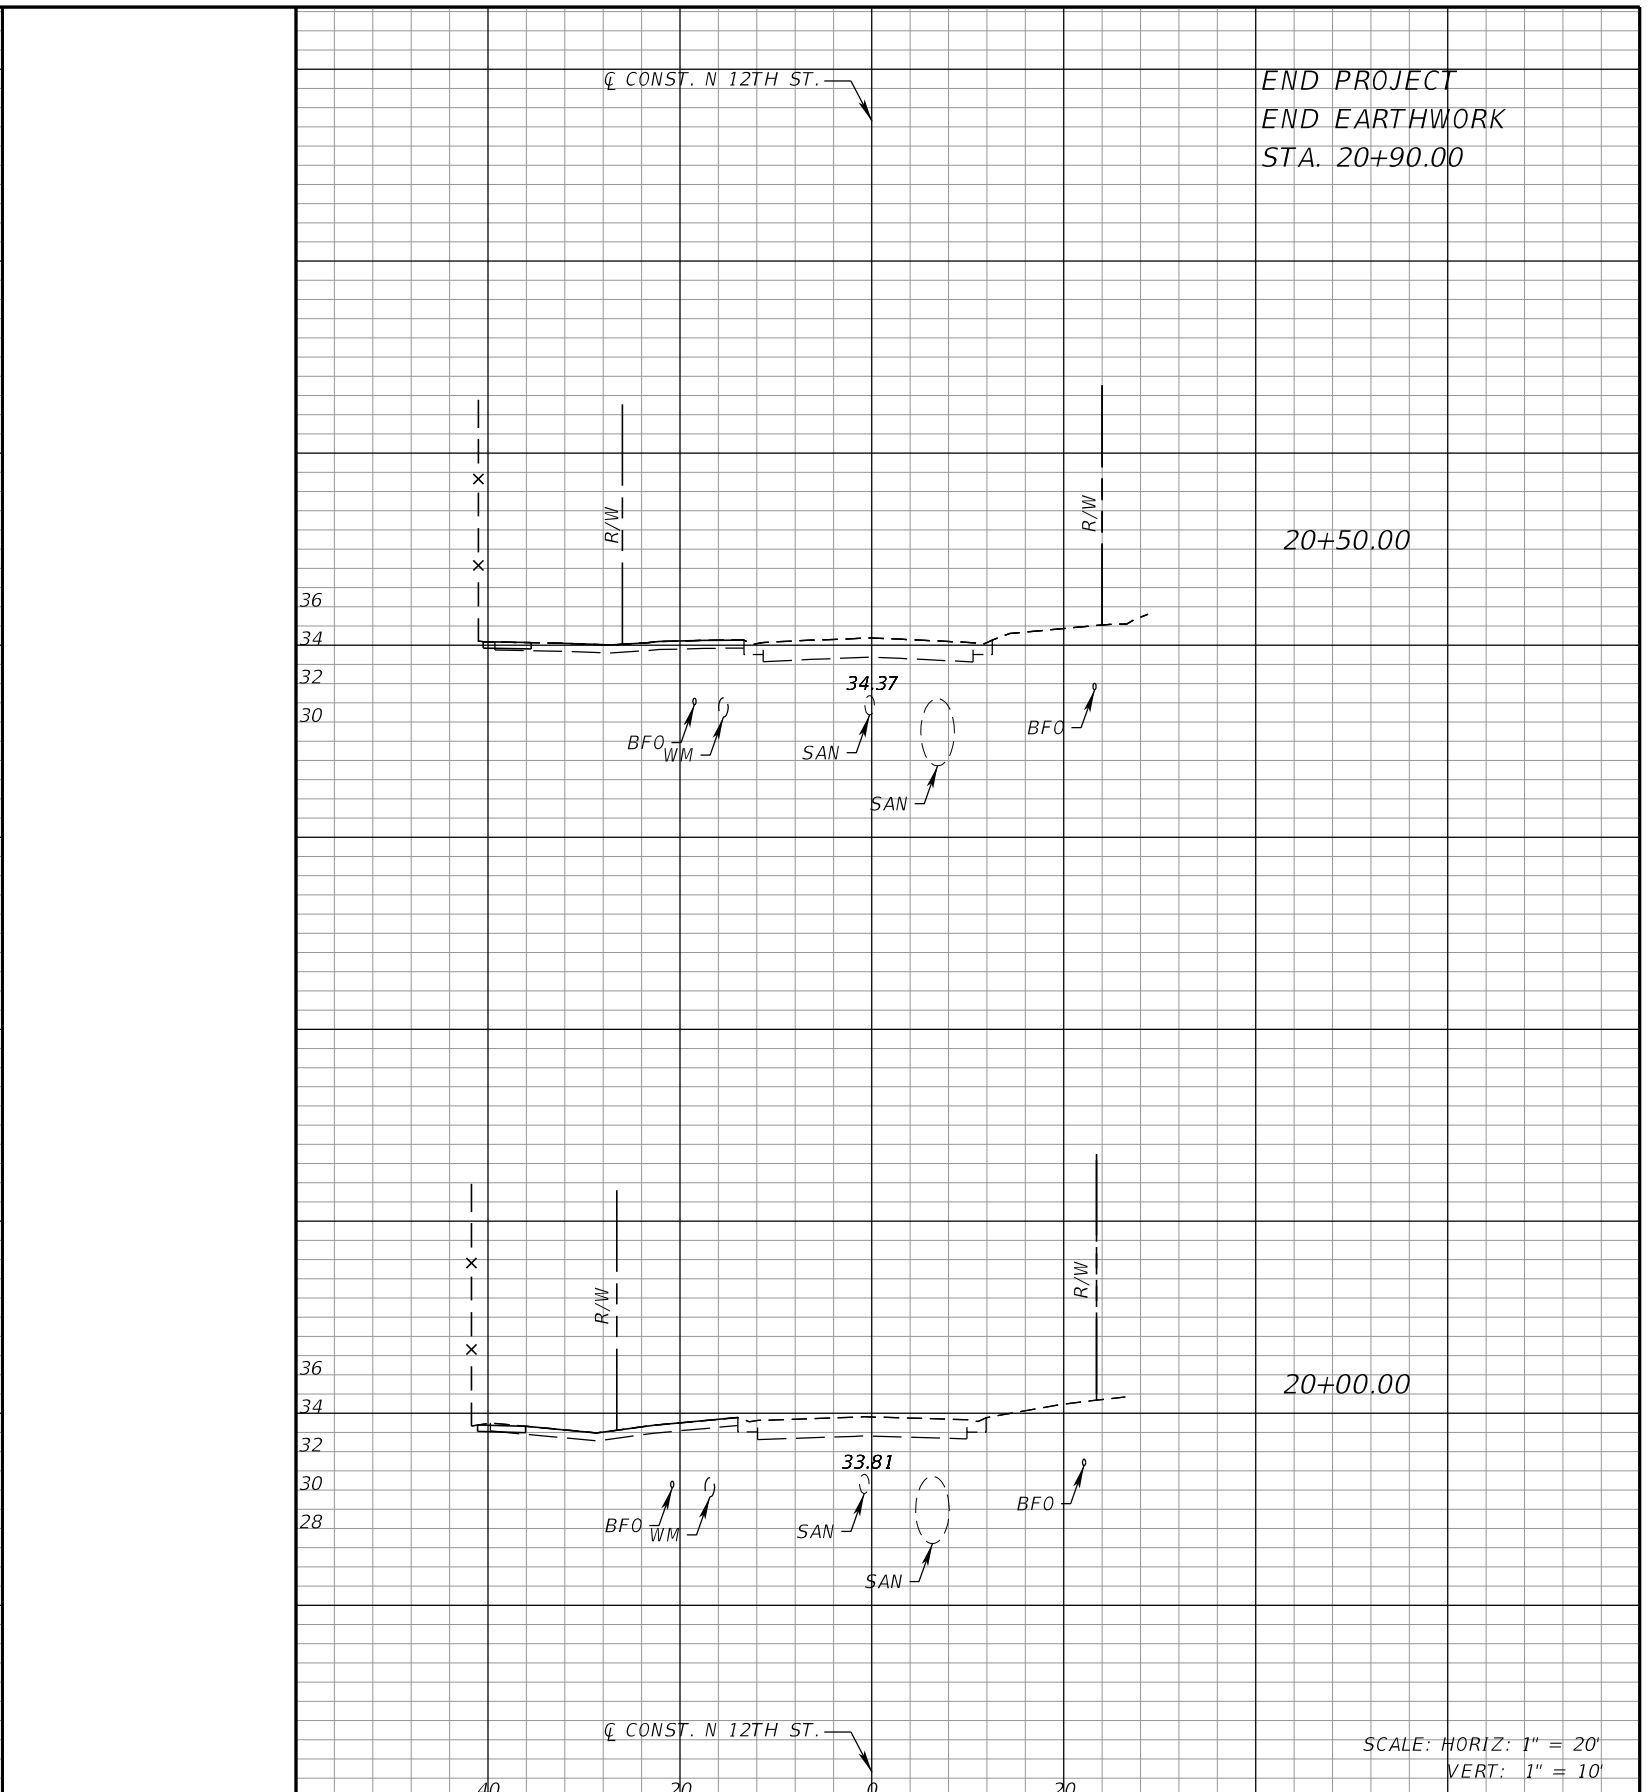 ℄ CONST. N 12TH ST.
END PROJECT
END EARTHWORK
STA. 20+90.00
R/W
R/W
20+50.00
36
34
32
30
34.37
BFO
WM
SAN
SAN
BFO
R/W
R/W
20+00.00
36
34
32
30
28
33.81
BFO
WM
SAN
SAN
BFO
℄ CONST. N 12TH ST.
SCALE: HORIZ: 1" = 20'
VERT: 1" = 10'
40 20 0 20